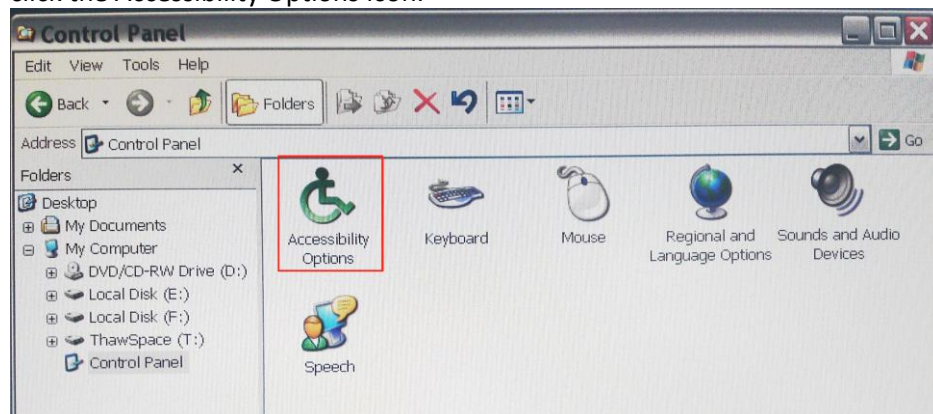 Control Panel
Edit View Tools Help
Back Folders
Address Control Panel Go
Folders
Desktop
My Documents
My Computer
DVD/CD-RW Drive (D:)
Local Disk (E:)
Local Disk (F:)
ThawSpace (T:)
Control Panel
Accessibility
Options
Keyboard
Mouse
Regional and
Language Options
Sounds and Audio
Devices
Speech